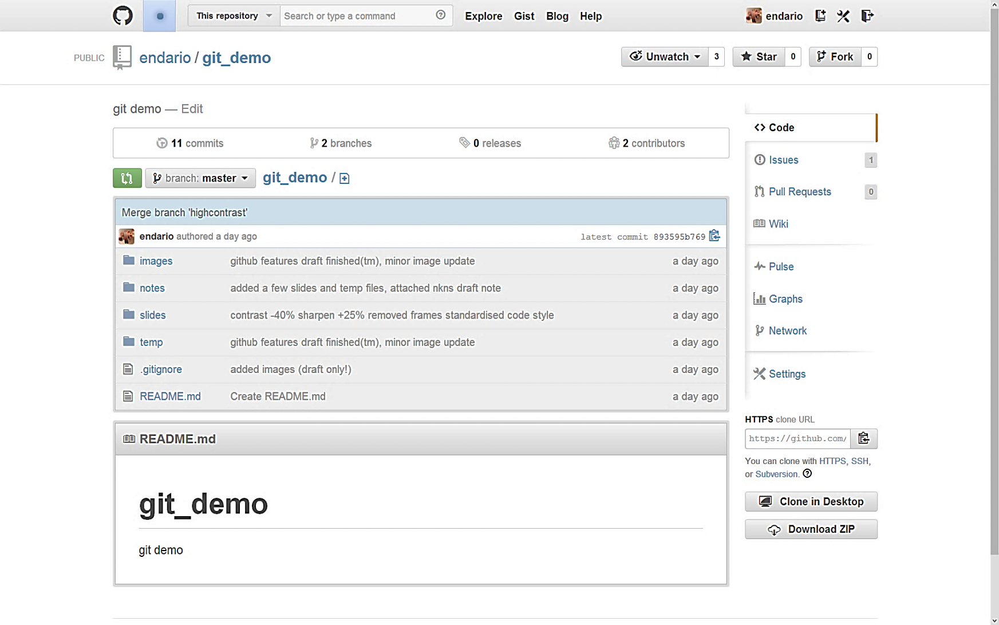 This repository Search or type a command Explore Gist Blog Help endario
PUBLIC endario / git_demo Unwatch 3 Star 0 Fork 0
git demo — Edit
11 commits 2 branches 0 releases 2 contributors
branch: master git_demo /
Merge branch 'highcontrast'
endario authored a day ago latest commit 893595b769
images github features draft finished(tm), minor image update a day ago
notes added a few slides and temp files, attached nkns draft note a day ago
slides contrast -40% sharpen +25% removed frames standardised code style a day ago
temp github features draft finished(tm), minor image update a day ago
.gitignore added images (draft only!) a day ago
README.md Create README.md a day ago
README.md
git_demo
git demo
Code
Issues 1
Pull Requests 0
Wiki
Pulse
Graphs
Network
Settings
HTTPS clone URL
https://github.com/
You can clone with HTTPS, SSH,
or Subversion.
Clone in Desktop
Download ZIP